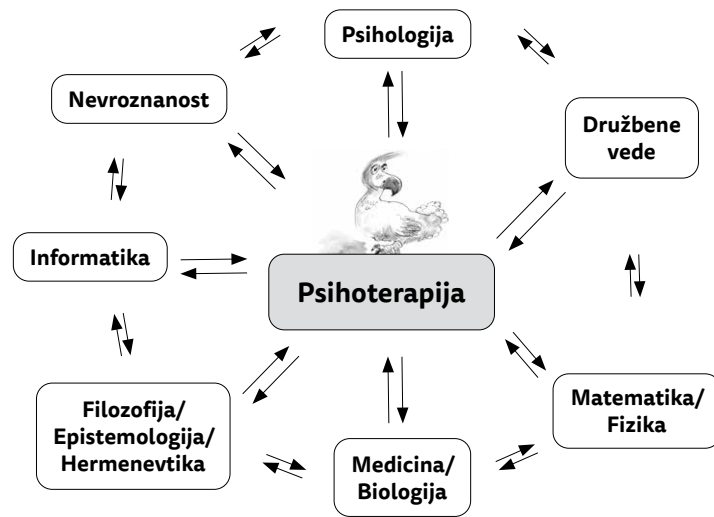 Psihologija
Nevroznanost
Družbene
vede
Informatika
Psihoterapija
Filozofija/
Epistemologija/
Hermenevtika
Matematika/
Fizika
Medicina/
Biologija